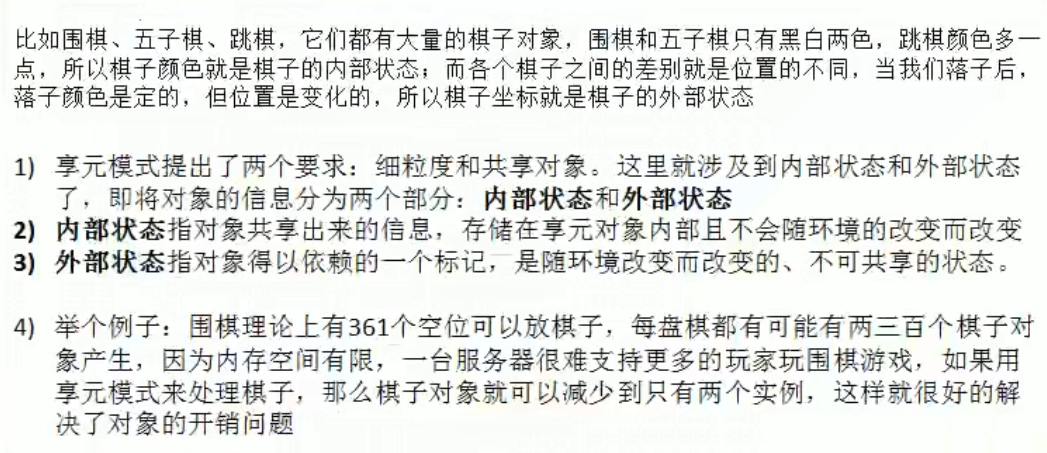 比如围棋、五子棋、跳棋，它们都有大量的棋子对象，围棋和五子棋只有黑白两色，跳棋颜色多一
点，所以棋子颜色就是棋子的内部状态；而各个棋子之间的差别就是位置的不同，当我们落子后，
落子颜色是定的，但位置是变化的，所以棋子坐标就是棋子的外部状态
1) 享元模式提出了两个要求：细粒度和共享对象。这里就涉及到内部状态和外部状态
了，即将对象的信息分为两个部分：内部状态和外部状态
2) 内部状态指对象共享出来的信息，存储在享元对象内部且不会随环境的改变而改变
3) 外部状态指对象得以依赖的一个标记，是随环境改变而改变的、不可共享的状态。
4) 举个例子：围棋理论上有361个空位可以放棋子，每盘棋都有可能有两三百个棋子对
象产生，因为内存空间有限，一台服务器很难支持更多的玩家玩围棋游戏，如果用
享元模式来处理棋子，那么棋子对象就可以减少到只有两个实例，这样就很好的解
决了对象的开销问题